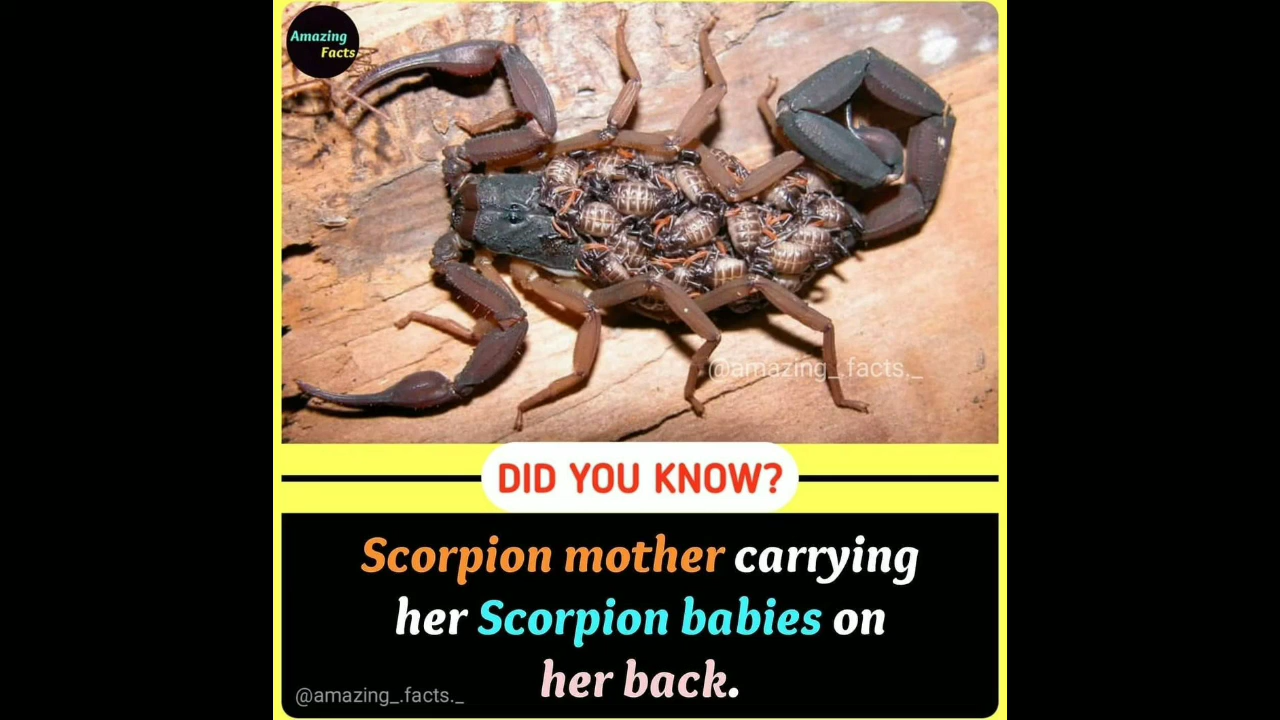 Amazing
Facts
@amazing_.facts._
DID YOU KNOW?
Scorpion mother carrying
her Scorpion babies on
her back.
@amazing_.facts._